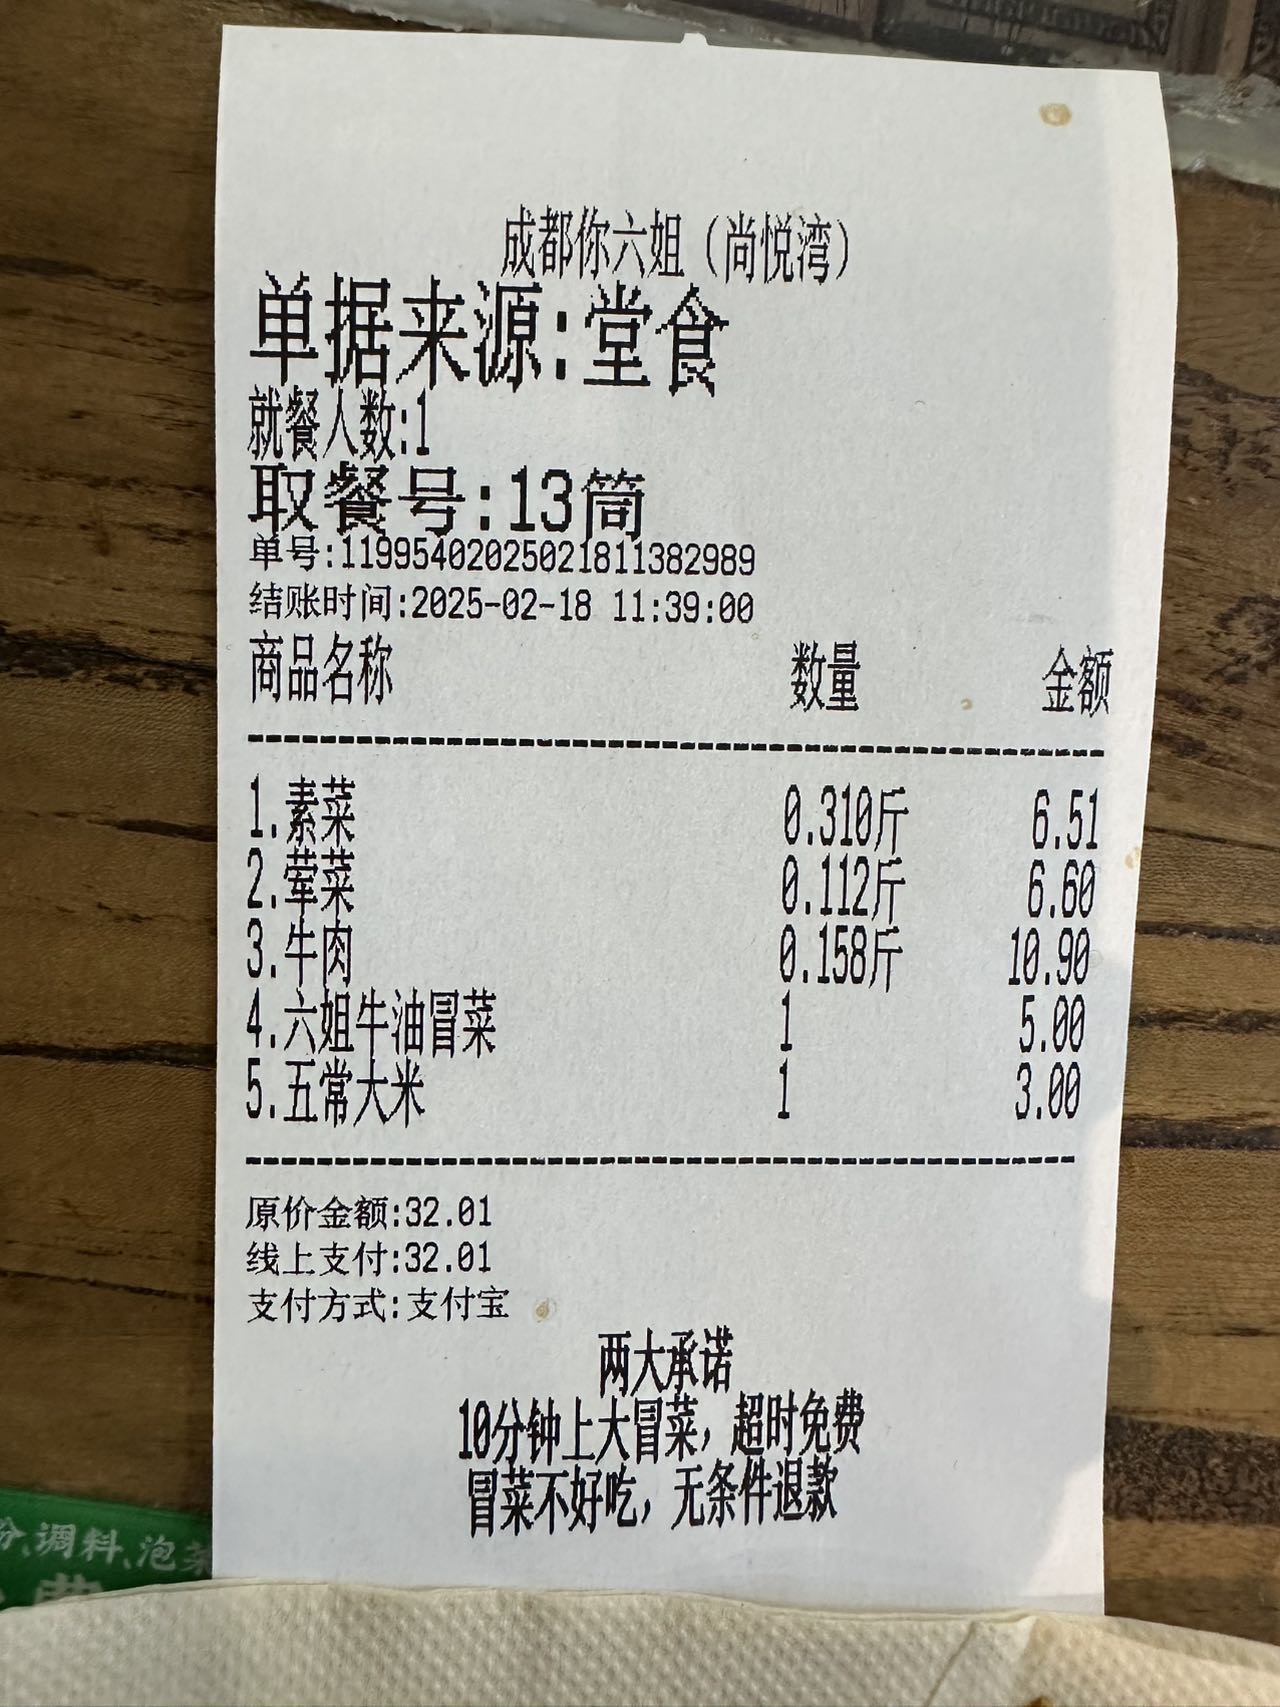 成都你六姐（尚悦湾）
单据来源:堂食
就餐人数:1
取餐号:13筒
单号:11995402025021811382989
结账时间:2025-02-18 11:39:00
商品名称 数量 金额
1.素菜 0.310斤 6.51
2.荤菜 0.112斤 6.60
3.牛肉 0.158斤 10.90
4.六姐牛油冒菜 1 5.00
5.五常大米 1 3.00
原价金额:32.01
线上支付:32.01
支付方式:支付宝
两大承诺
10分钟上大冒菜，超时免费
冒菜不好吃，无条件退款
、调料、泡菜